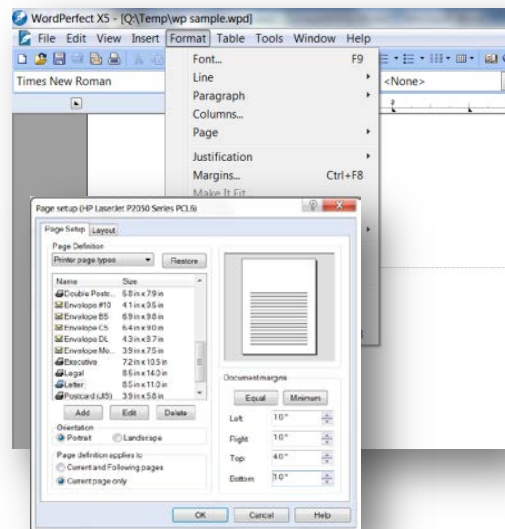 WordPerfect X5 - [Q:\Temp\wp sample.wpd]
File Edit View Insert Format Table Tools Window Help
Times New Roman
<None>
Font... F9
Line
Paragraph
Columns...
Page
Justification
Margins... Ctrl+F8
Make It Fit
Page setup (HP LaserJet P2050 Series PCL6)
Page Setup Layout
Page Definition
Printer page types Restore
Name Size
Double Postc... 5.8 in x 7.9 in
Envelope #10 4.1 in x 9.5 in
Envelope B5 6.9 in x 9.8 in
Envelope C5 6.4 in x 9.0 in
Envelope DL 4.3 in x 8.7 in
Envelope Mo... 3.9 in x 7.5 in
Executive 7.2 in x 10.5 in
Legal 8.5 in x 14.0 in
Letter 8.5 in x 11.0 in
Postcard (JIS) 3.9 in x 5.8 in
Add Edit Delete
Orientation
Portrait Landscape
Page definition applies to
Current and Following pages
Current page only
Document margins
Equal Minimum
Left: 1.0"
Right: 1.0"
Top: 4.0"
Bottom: 1.0"
OK Cancel Help